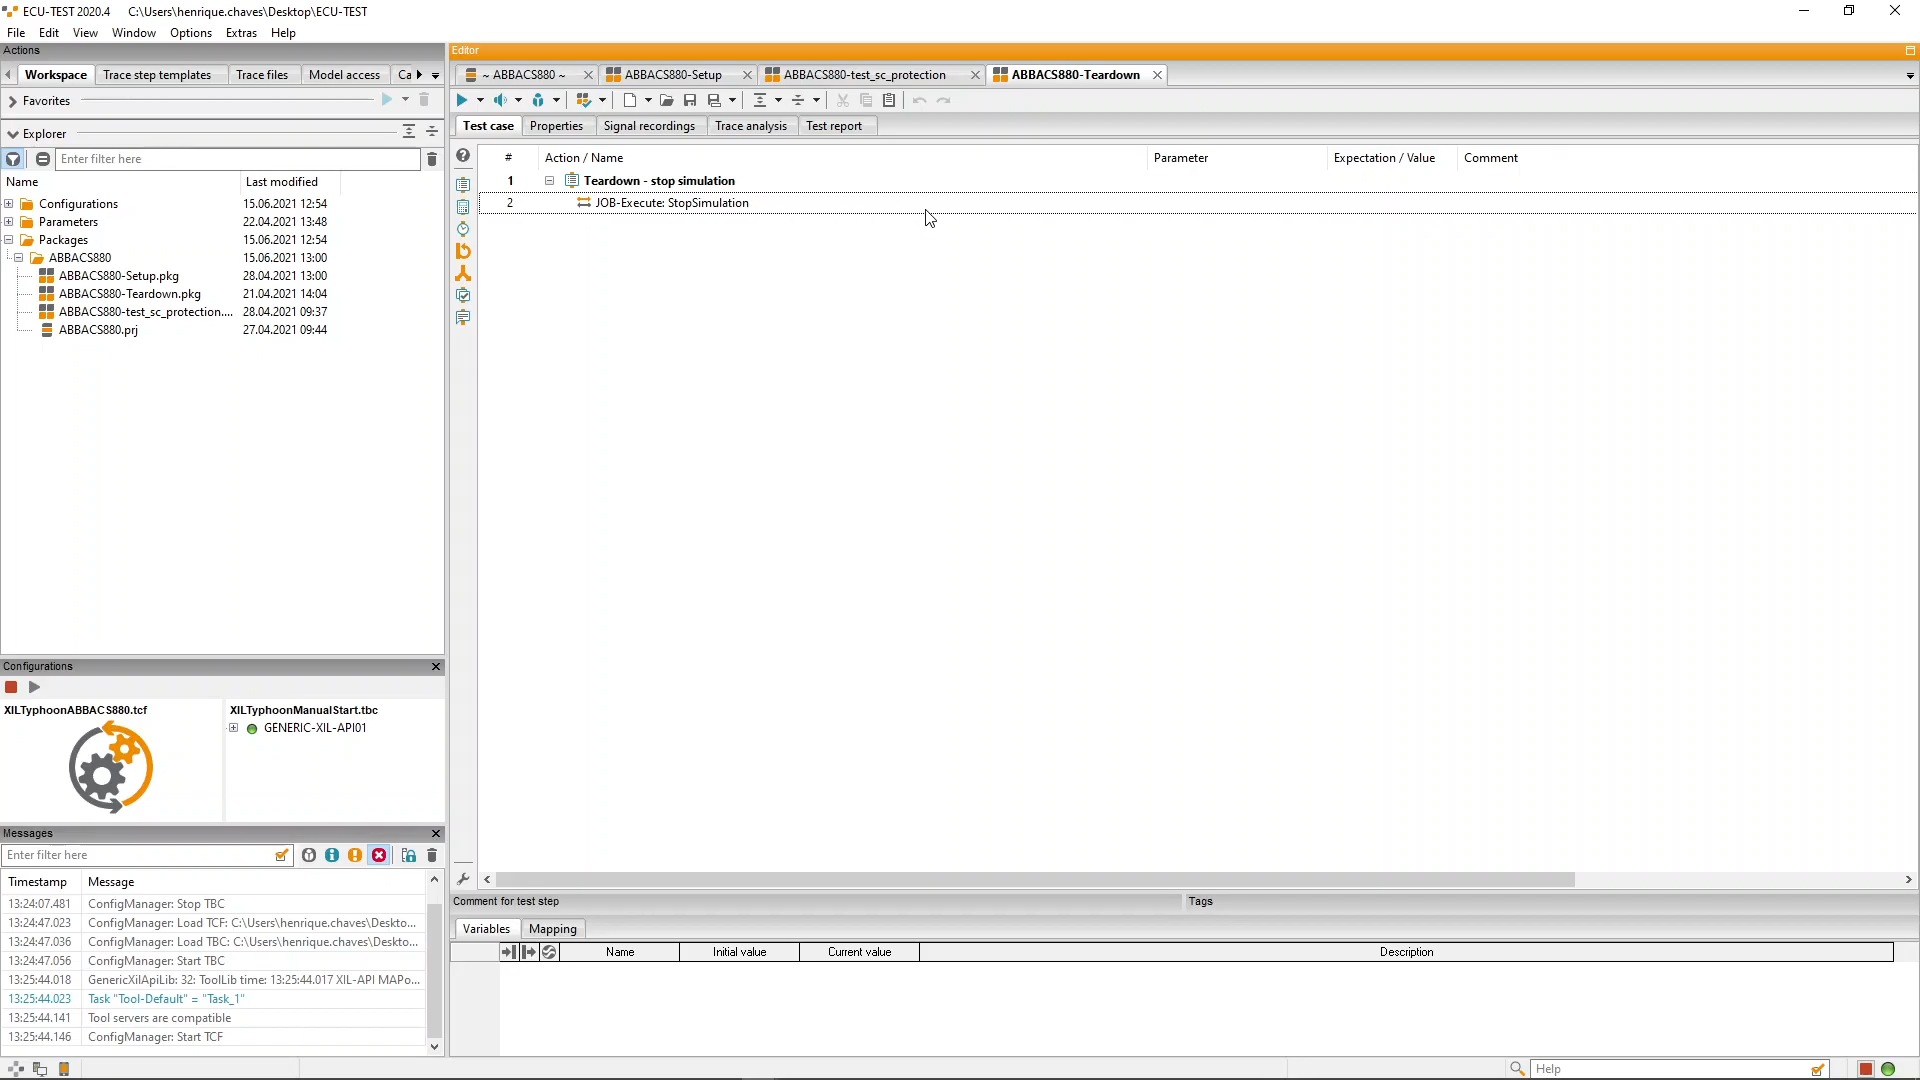 ECU-TEST 2020.4 C:\Users\henrique.chaves\Desktop\ECU-TEST
File Edit View Window Options Extras Help
Actions
Workspace Trace step templates Trace files Model access Ca
Favorites
Explorer
Enter filter here
Name Last modified
Configurations 15.06.2021 12:54
Parameters 22.04.2021 13:48
Packages 15.06.2021 12:54
ABBACS880 15.06.2021 13:00
ABBACS880-Setup.pkg 28.04.2021 13:00
ABBACS880-Teardown.pkg 21.04.2021 14:04
ABBACS880-test_sc_protection.... 28.04.2021 09:37
ABBACS880.prj 27.04.2021 09:44
Configurations
XILTyphoonABBACS880.tcf XILTyphoonManualStart.tbc
GENERIC-XIL-API01
Messages
Enter filter here
Timestamp Message
13:24:07.481 ConfigManager: Stop TBC
13:24:47.023 ConfigManager: Load TCF: C:\Users\henrique.chaves\Deskto...
13:24:47.036 ConfigManager: Load TBC: C:\Users\henrique.chaves\Deskto...
13:24:47.056 ConfigManager: Start TBC
13:25:44.018 GenericXilApiLib: 32: ToolLib time: 13:25:44.017 XIL-API MAPo...
13:25:44.023 Task "Tool-Default" = "Task_1"
13:25:44.141 Tool servers are compatible
13:25:44.146 ConfigManager: Start TCF
Editor
~ ABBACS880 ~ ABBACS880-Setup ABBACS880-test_sc_protection ABBACS880-Teardown
Test case Properties Signal recordings Trace analysis Test report
# Action / Name Parameter Expectation / Value Comment
1 Teardown - stop simulation
2 JOB-Execute: StopSimulation
Comment for test step Tags
Variables Mapping
Name Initial value Current value Description
Help